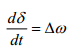 dδ/dt = Δω